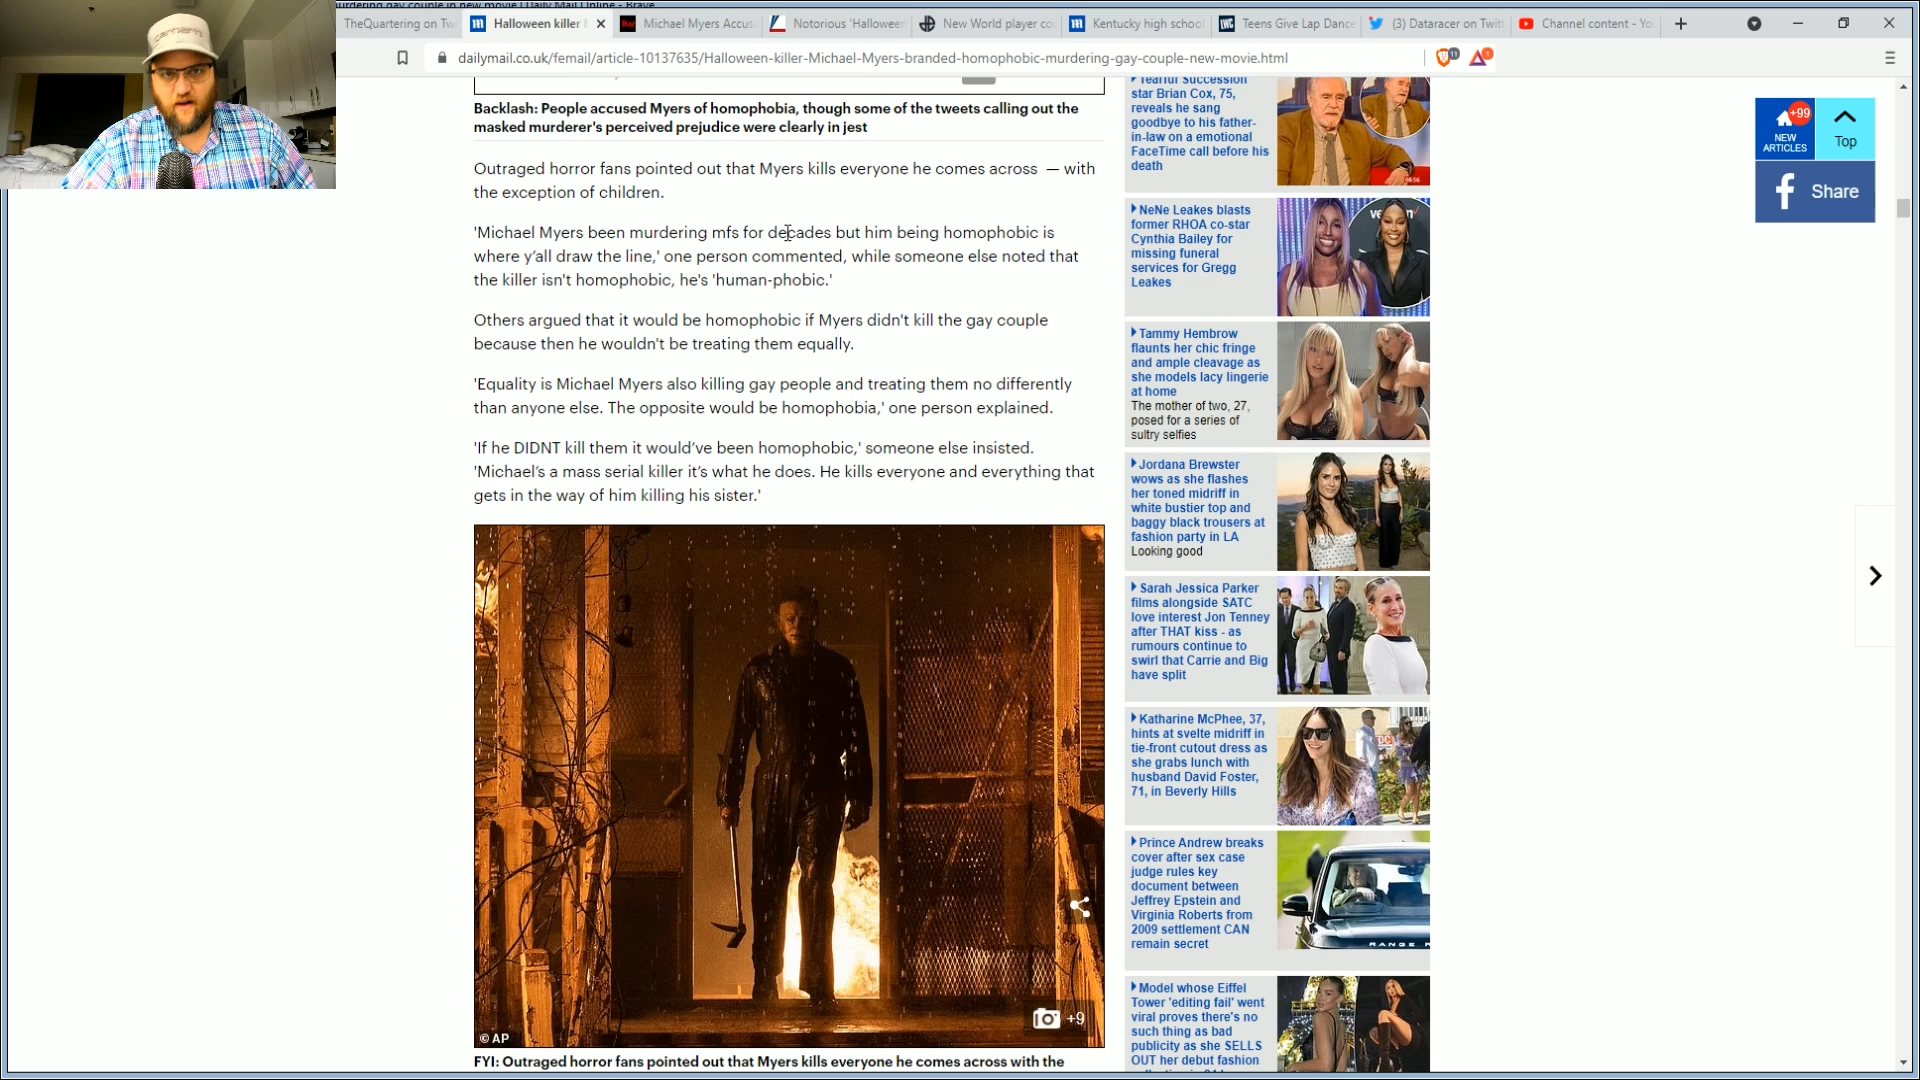 urdering gay couple in new movie | Daily Mail Online - Brave
TheQuartering on Tw
Halloween killer
Michael Myers Accus
Notorious 'Halloween
New World player co
Kentucky high schoo
Teens Give Lap Dance
(3) Dataracer on Twit
Channel content - Yo
dailymail.co.uk/femail/article-10137635/Halloween-killer-Michael-Myers-branded-homophobic-murdering-gay-couple-new-movie.html
Backlash: People accused Myers of homophobia, though some of the tweets calling out the
masked murderer's perceived prejudice were clearly in jest
Outraged horror fans pointed out that Myers kills everyone he comes across — with
the exception of children.
'Michael Myers been murdering mfs for decades but him being homophobic is
where y'all draw the line,' one person commented, while someone else noted that
the killer isn't homophobic, he's 'human-phobic.'
Others argued that it would be homophobic if Myers didn't kill the gay couple
because then he wouldn't be treating them equally.
'Equality is Michael Myers also killing gay people and treating them no differently
than anyone else. The opposite would be homophobia,' one person explained.
'If he DIDNT kill them it would've been homophobic,' someone else insisted.
'Michael's a mass serial killer it's what he does. He kills everyone and everything that
gets in the way of him killing his sister.'
© AP
+9
FYI: Outraged horror fans pointed out that Myers kills everyone he comes across with the
Tearful Succession
star Brian Cox, 75,
reveals he sang
goodbye to his father-
in-law on a emotional
FaceTime call before his
death
NeNe Leakes blasts
former RHOA co-star
Cynthia Bailey for
missing funeral
services for Gregg
Leakes
Tammy Hembrow
flaunts her chic fringe
and ample cleavage as
she models lacy lingerie
at home
The mother of two, 27,
posed for a series of
sultry selfies
Jordana Brewster
wows as she flashes
her toned midriff in
white bustier top and
baggy black trousers at
fashion party in LA
Looking good
Sarah Jessica Parker
films alongside SATC
love interest Jon Tenney
after THAT kiss - as
rumours continue to
swirl that Carrie and Big
have split
Katharine McPhee, 37,
hints at svelte midriff in
tie-front cutout dress as
she grabs lunch with
husband David Foster,
71, in Beverly Hills
Prince Andrew breaks
cover after sex case
judge rules key
document between
Jeffrey Epstein and
Virginia Roberts from
2009 settlement CAN
remain secret
Model whose Eiffel
Tower 'editing fail' went
viral proves there's no
such thing as bad
publicity as she SELLS
OUT her debut fashion
+99
NEW
ARTICLES
Top
Share